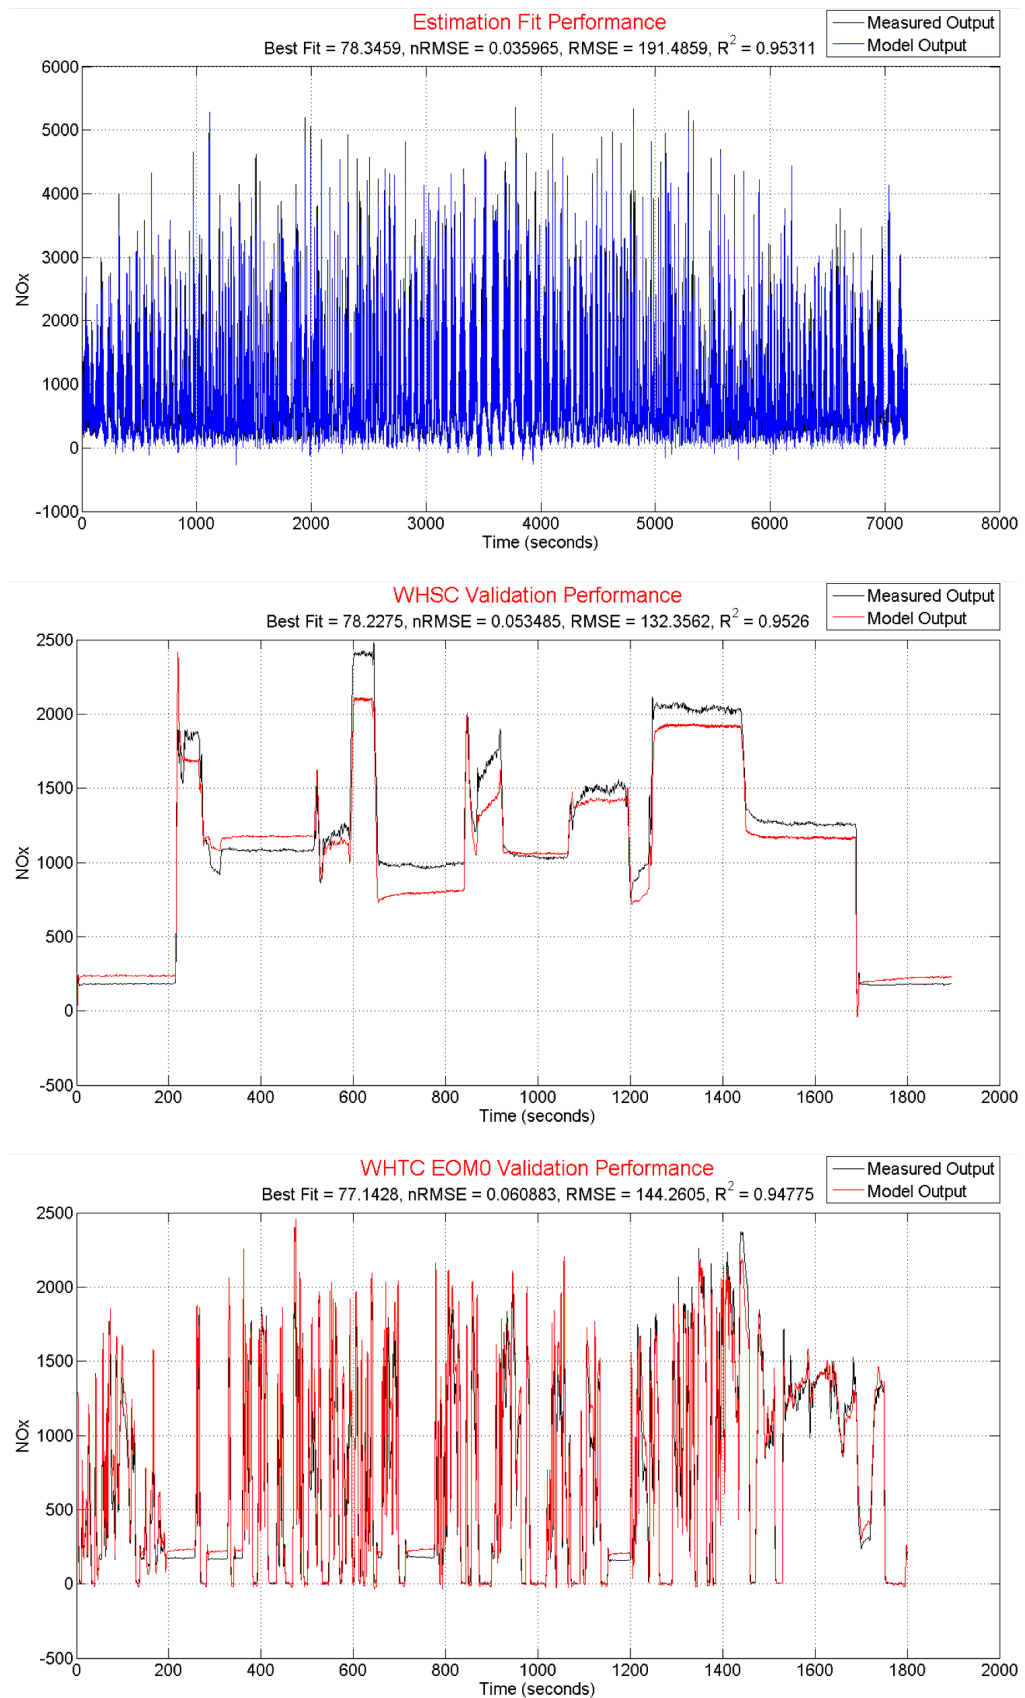 Estimation Fit Performance
Best Fit = 78.3459, nRMSE = 0.035965, RMSE = 191.4859, R² = 0.95311
Measured Output
Model Output
6000
5000
4000
3000
2000
1000
0
-1000
NOx
0 1000 2000 3000 4000 5000 6000 7000 8000
Time (seconds)
WHSC Validation Performance
Best Fit = 78.2275, nRMSE = 0.053485, RMSE = 132.3562, R² = 0.9526
Measured Output
Model Output
2500
2000
1500
1000
500
0
-500
NOx
0 200 400 600 800 1000 1200 1400 1600 1800 2000
Time (seconds)
WHTC EOM0 Validation Performance
Best Fit = 77.1428, nRMSE = 0.060883, RMSE = 144.2605, R² = 0.94775
Measured Output
Model Output
2500
2000
1500
1000
500
0
-500
NOx
0 200 400 600 800 1000 1200 1400 1600 1800 2000
Time (seconds)